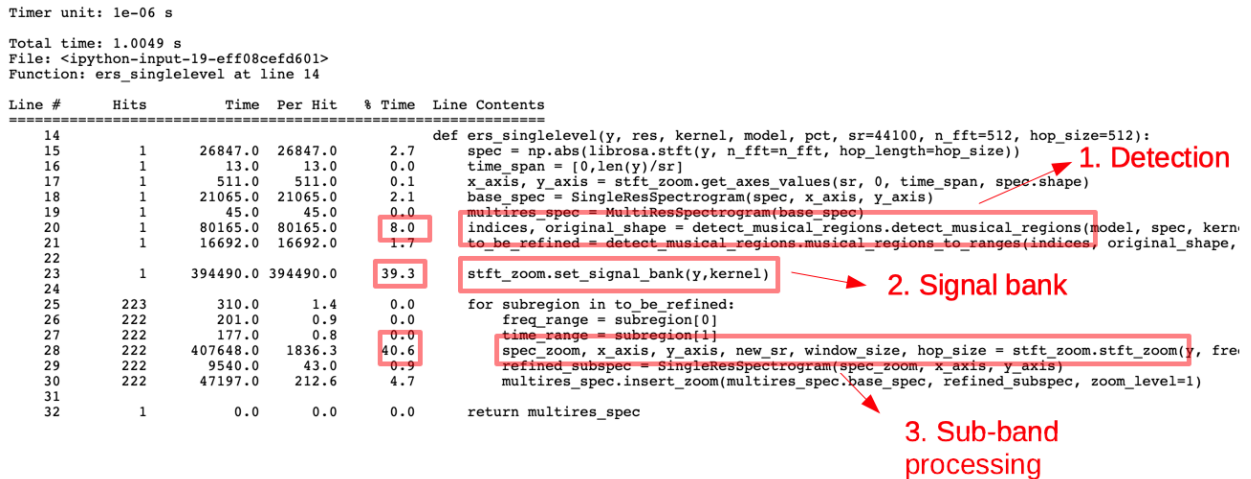 Timer unit: 1e-06 s
Total time: 1.0049 s
File: <ipython-input-19-eff08cefd601>
Function: ers_singlelevel at line 14
Line # Hits Time Per Hit % Time Line Contents
==============================================================
14 def ers_singlelevel(y, res, kernel, model, pct, sr=44100, n_fft=512, hop_size=512):
15 1 26847.0 26847.0 2.7 spec = np.abs(librosa.stft(y, n_fft=n_fft, hop_length=hop_size))
16 1 13.0 13.0 0.0 time_span = [0,len(y)/sr]
1. Detection
17 1 511.0 511.0 0.1 x_axis, y_axis = stft_zoom.get_axes_values(sr, 0, time_span, spec.shape)
18 1 21065.0 21065.0 2.1 base_spec = SingleResSpectrogram(spec, x_axis, y_axis)
19 1 45.0 45.0 0.0 multires_spec = MultiResSpectrogram(base_spec)
20 1 80165.0 80165.0 8.0 indices, original_shape = detect_musical_regions.detect_musical_regions(model, spec, kern
21 1 16692.0 16692.0 1.7 to_be_refined = detect_musical_regions.musical_regions_to_ranges(indices, original_shape,
22
23 1 394490.0 394490.0 39.3 stft_zoom.set_signal_bank(y,kernel)
2. Signal bank
24
25 223 310.0 1.4 0.0 for subregion in to_be_refined:
26 222 201.0 0.9 0.0 freq_range = subregion[0]
27 222 177.0 0.8 0.0 time_range = subregion[1]
28 222 407648.0 1836.3 40.6 spec_zoom, x_axis, y_axis, new_sr, window_size, hop_size = stft_zoom.stft_zoom(y, fre
29 222 9540.0 43.0 0.9 refined_subspec = SingleResSpectrogram(spec_zoom, x_axis, y_axis)
30 222 47197.0 212.6 4.7 multires_spec.insert_zoom(multires_spec.base_spec, refined_subspec, zoom_level=1)
31
32 1 0.0 0.0 0.0 return multires_spec
3. Sub-band
processing